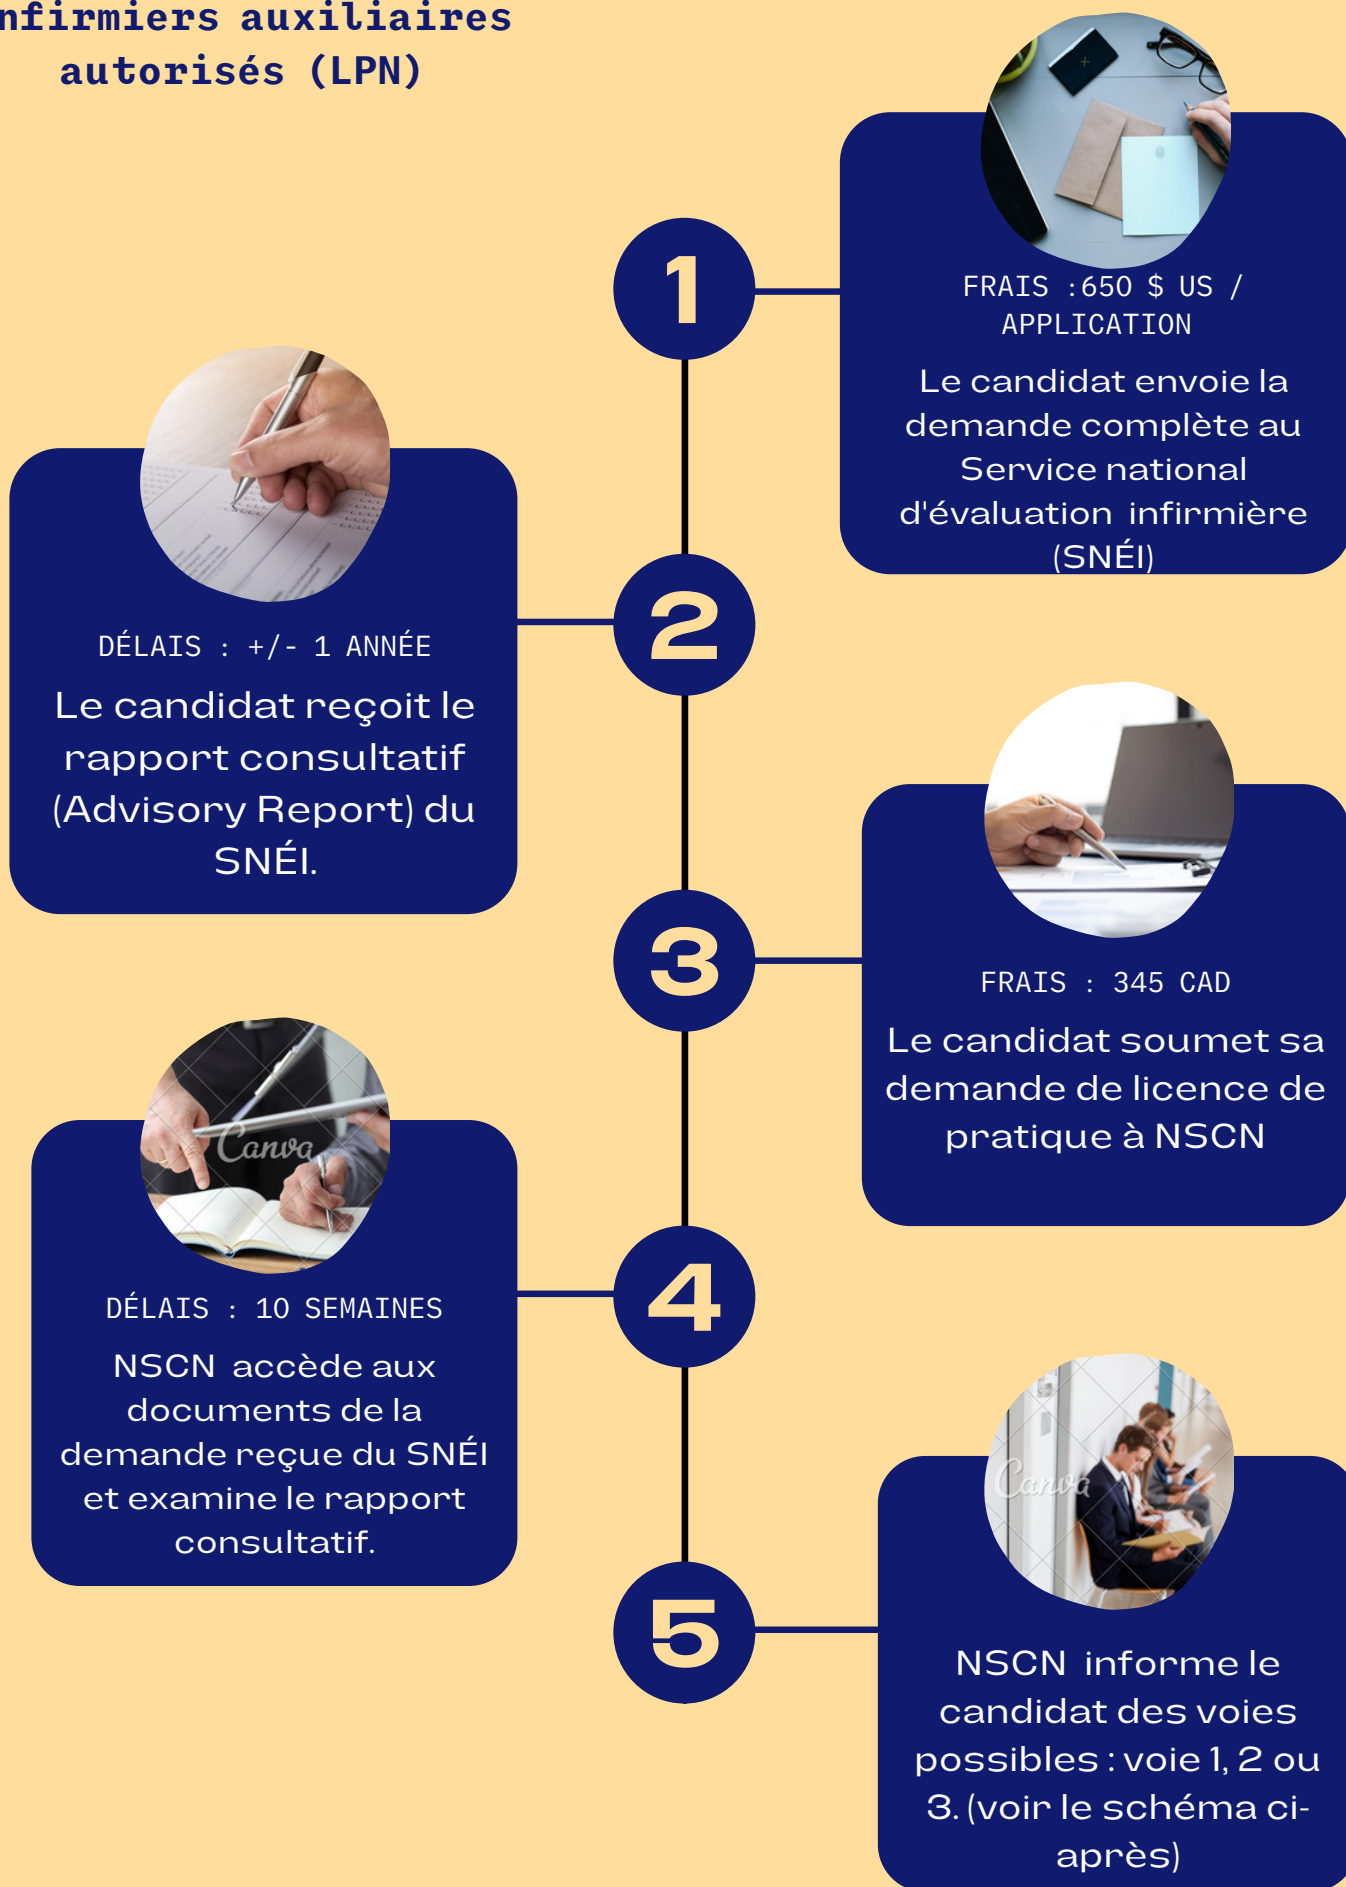 nfirmiers auxiliaires
autorisés (LPN)
1
FRAIS :650 $ US /
APPLICATION
Le candidat envoie la
demande complète au
Service national
d'évaluation infirmière
(SNÉI)
2
DÉLAIS : +/- 1 ANNÉE
Le candidat reçoit le
rapport consultatif
(Advisory Report) du
SNÉI.
3
FRAIS : 345 CAD
Le candidat soumet sa
demande de licence de
pratique à NSCN
4
Canva
DÉLAIS : 10 SEMAINES
NSCN accède aux
documents de la
demande reçue du SNÉI
et examine le rapport
consultatif.
5
Canva
NSCN informe le
candidat des voies
possibles : voie 1, 2 ou
3. (voir le schéma ci-
après)